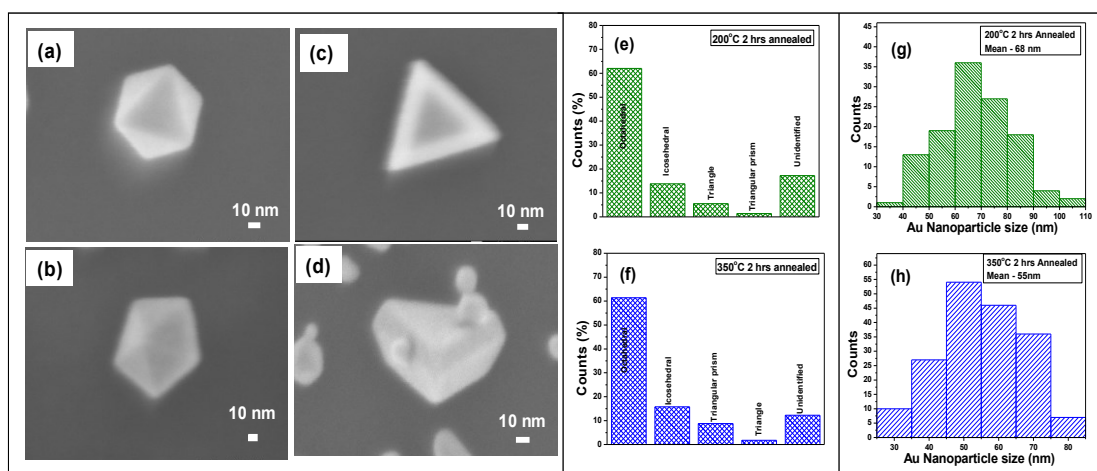 (a)
10 nm
(b)
10 nm
(c)
10 nm
(d)
10 nm
(e)
200°C 2 hrs annealed
Counts (%)
80
70
60
50
40
30
20
10
0
Octahedral
Icosehedral
Triangle
Triangular prism
Unidentified
(f)
350°C 2 hrs annealed
Counts (%)
80
70
60
50
40
30
20
10
0
Octahedral
Icosehedral
Triangular prism
Triangle
Unidentified
(g)
200°C 2 hrs Annealed
Mean - 68 nm
Counts
45
40
35
30
25
20
15
10
5
0
30 40 50 60 70 80 90 100 110
Au Nanoparticle size (nm)
(h)
350°C 2 hrs Annealed
Mean - 55nm
Counts
60
55
50
45
40
35
30
25
20
15
10
5
0
30 40 50 60 70 80
Au Nanoparticle size (nm)